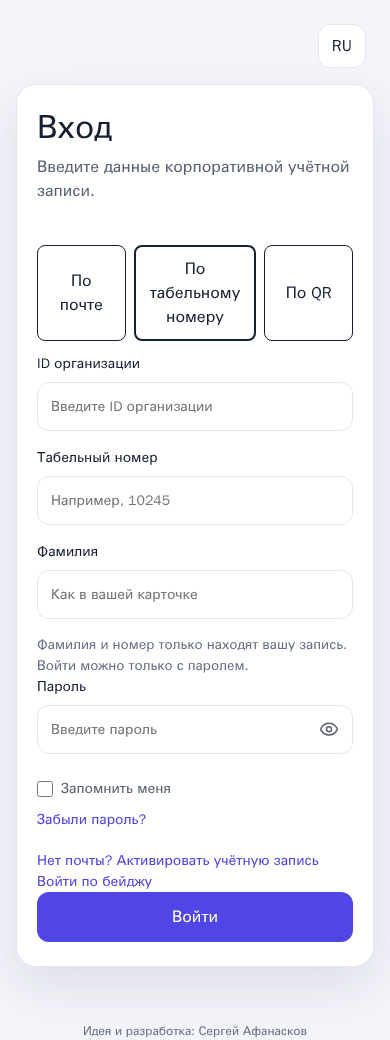 RU
Вход
Введите данные корпоративной учётной
записи.
По
почте
По
табельному
номеру
По QR
ID организации
Введите ID организации
Табельный номер
Например, 10245
Фамилия
Как в вашей карточке
Фамилия и номер только находят вашу запись.
Войти можно только с паролем.
Пароль
Введите пароль
Запомнить меня
Забыли пароль?
Нет почты? Активировать учётную запись
Войти по бейджу
Войти
Идея и разработка: Сергей Афанасков